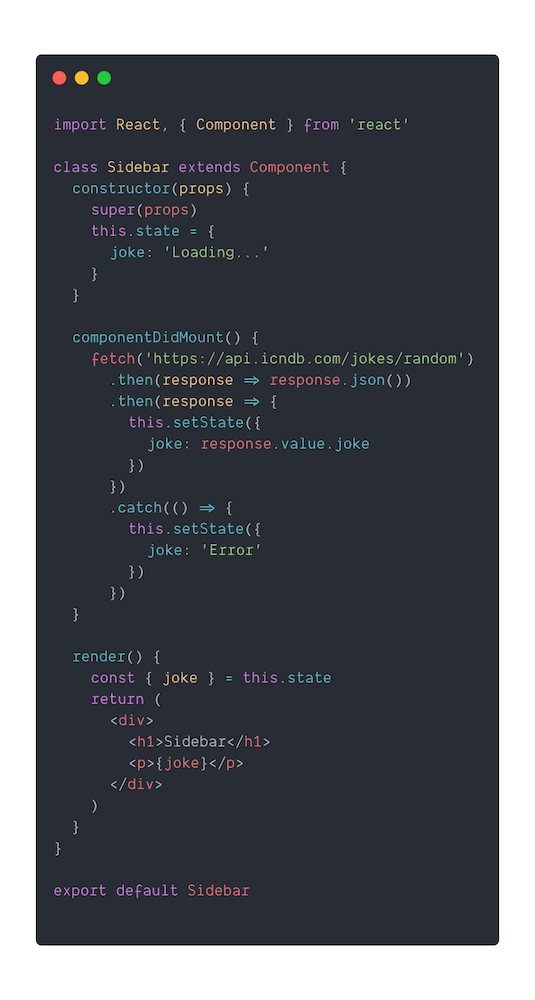 import React, { Component } from 'react'

class Sidebar extends Component {
  constructor(props) {
    super(props)
    this.state = {
      joke: 'Loading...'
    }
  }

  componentDidMount() {
    fetch('https://api.icndb.com/jokes/random')
      .then(response => response.json())
      .then(response => {
        this.setState({
          joke: response.value.joke
        })
      })
      .catch(() => {
        this.setState({
          joke: 'Error'
        })
      })
  }

  render() {
    const { joke } = this.state
    return (
      <div>
        <h1>Sidebar</h1>
        <p>{joke}</p>
      </div>
    )
  }
}

export default Sidebar